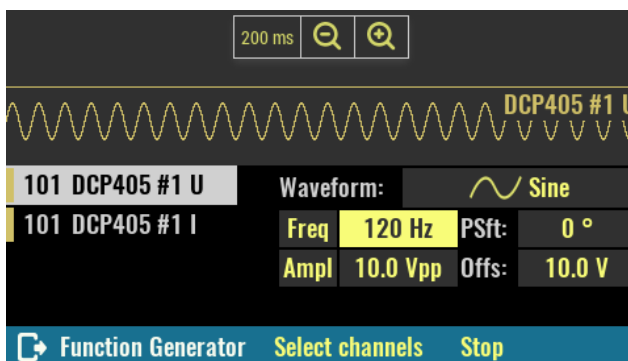 200 ms
DCP405 #1 U
101 DCP405 #1 U
Waveform: Sine
101 DCP405 #1 I
Freq 120 Hz PSft: 0 °
Ampl 10.0 Vpp Offs: 10.0 V
Function Generator Select channels Stop